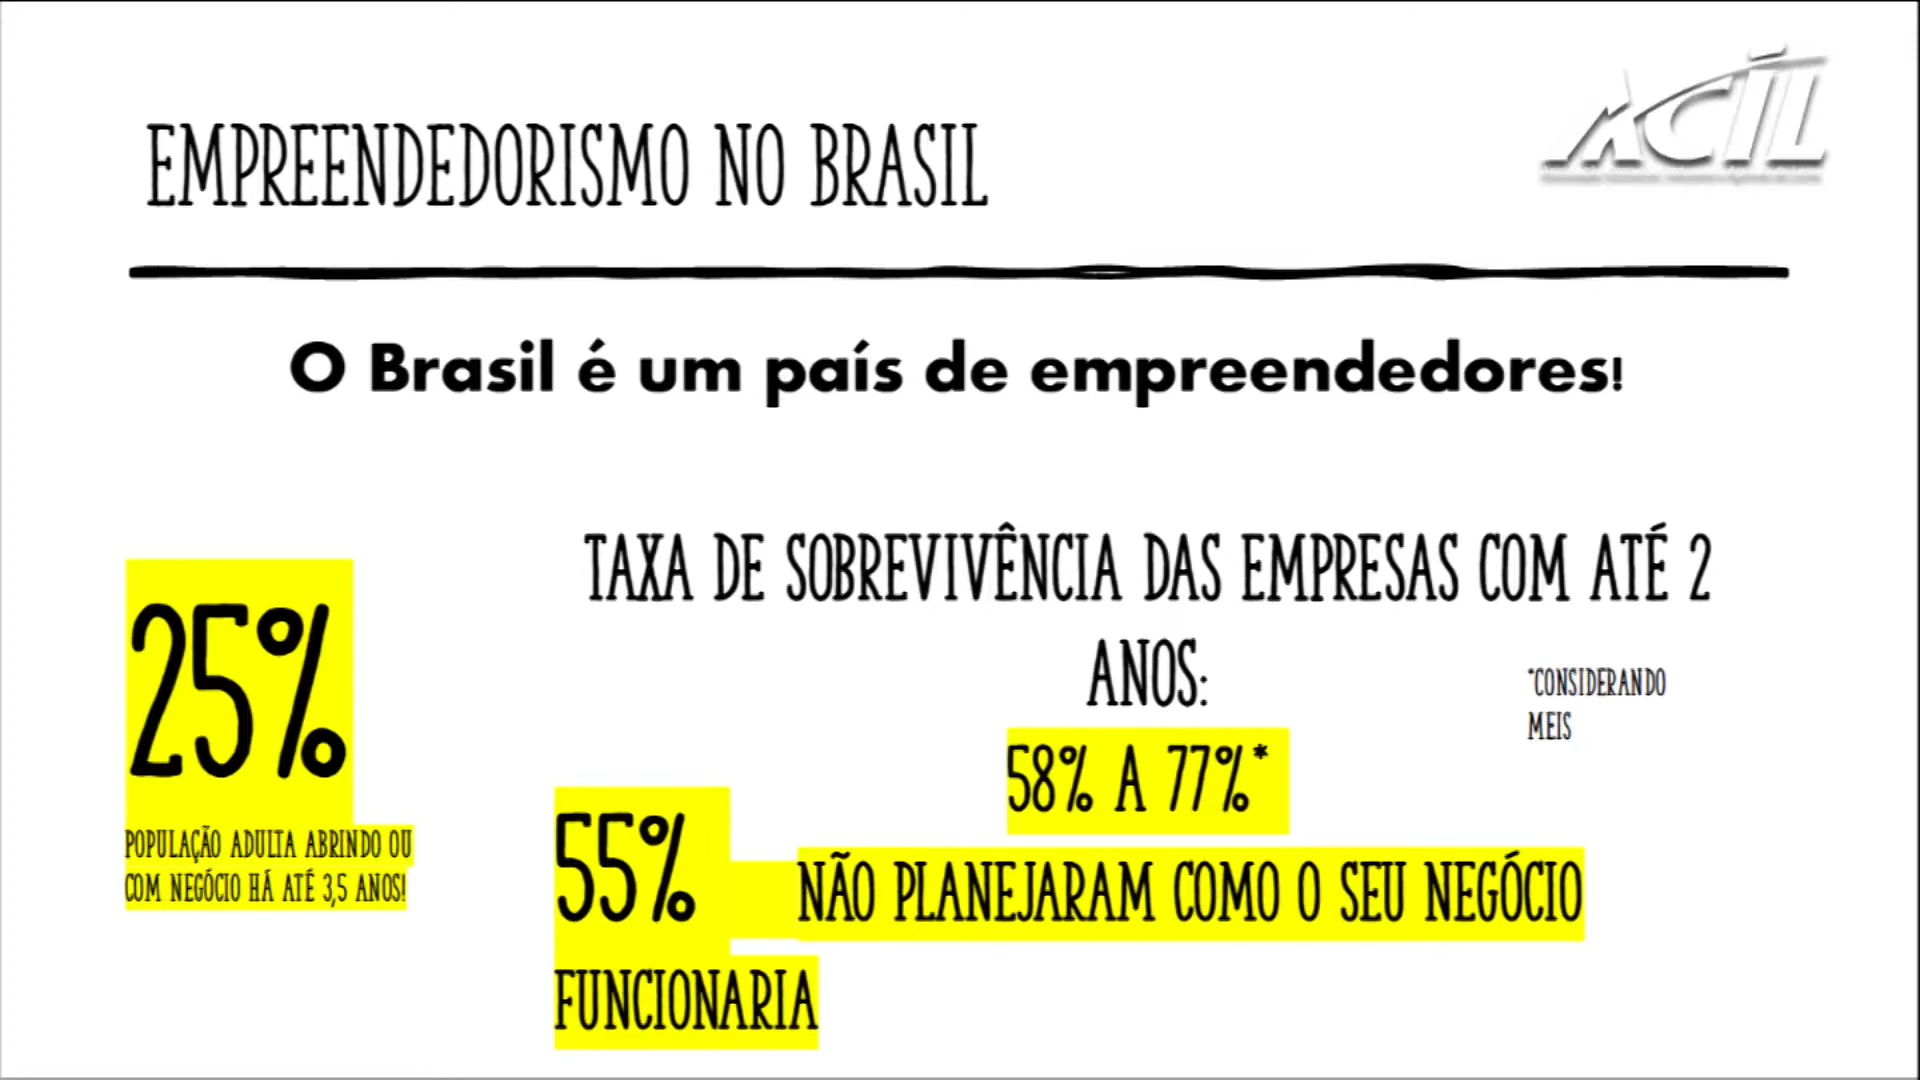 ACIL
EMPREENDEDORISMO NO BRASIL
O Brasil é um país de empreendedores!
25%
POPULAÇÃO ADULTA ABRINDO OU
COM NEGÓCIO HÁ ATÉ 3,5 ANOS!
TAXA DE SOBREVIVÊNCIA DAS EMPRESAS COM ATÉ 2
ANOS:
*CONSIDERANDO
MEIS
58% A 77%*
55% NÃO PLANEJARAM COMO O SEU NEGÓCIO
FUNCIONARIA